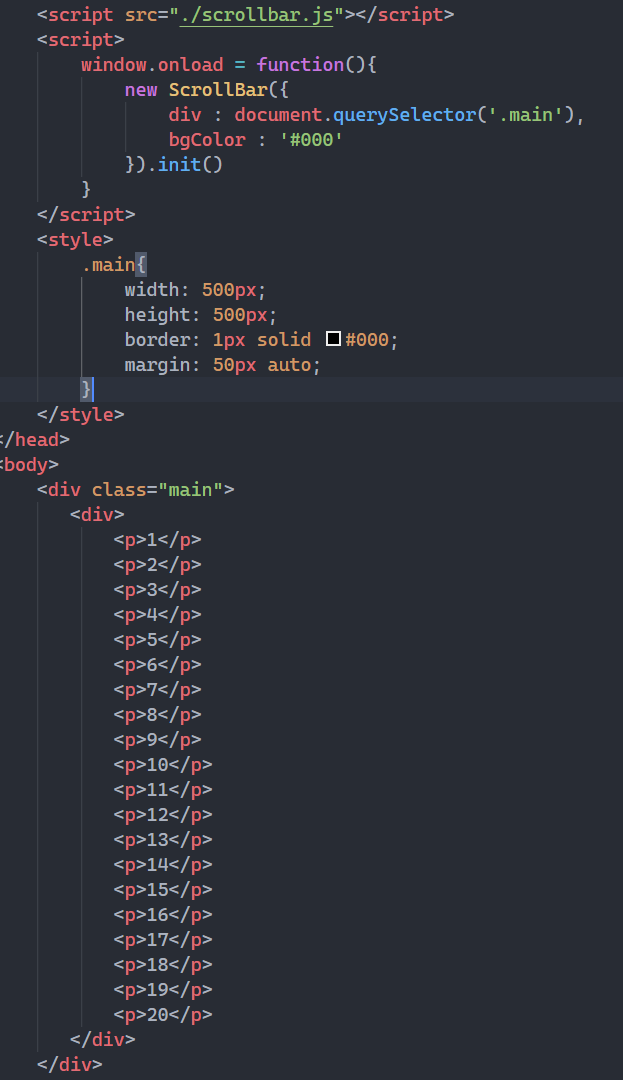 <script src="./scrollbar.js"></script>
<script>
window.onload = function(){
new ScrollBar({
div : document.querySelector('.main'),
bgColor : '#000'
}).init()
}
</script>
<style>
.main{
width: 500px;
height: 500px;
border: 1px solid #000;
margin: 50px auto;
}
</style>
</head>
<body>
<div class="main">
<div>
<p>1</p>
<p>2</p>
<p>3</p>
<p>4</p>
<p>5</p>
<p>6</p>
<p>7</p>
<p>8</p>
<p>9</p>
<p>10</p>
<p>11</p>
<p>12</p>
<p>13</p>
<p>14</p>
<p>15</p>
<p>16</p>
<p>17</p>
<p>18</p>
<p>19</p>
<p>20</p>
</div>
</div>